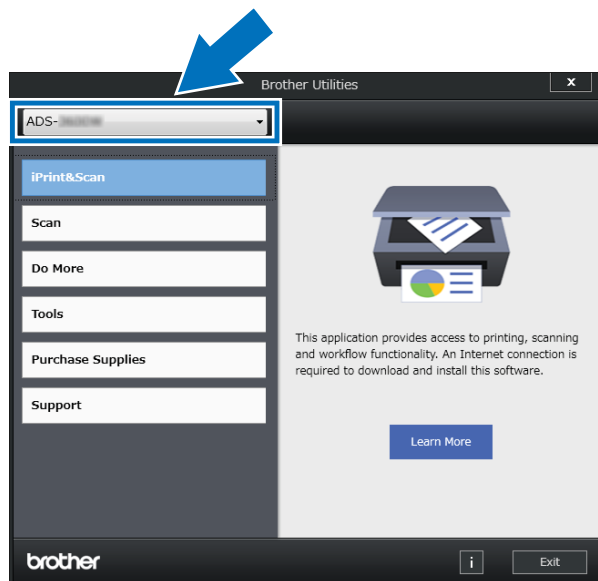 Brother Utilities
x
ADS-
iPrint&Scan
Scan
Do More
Tools
Purchase Supplies
Support
This application provides access to printing, scanning
and workflow functionality. An Internet connection is
required to download and install this software.
Learn More
brother
i
Exit